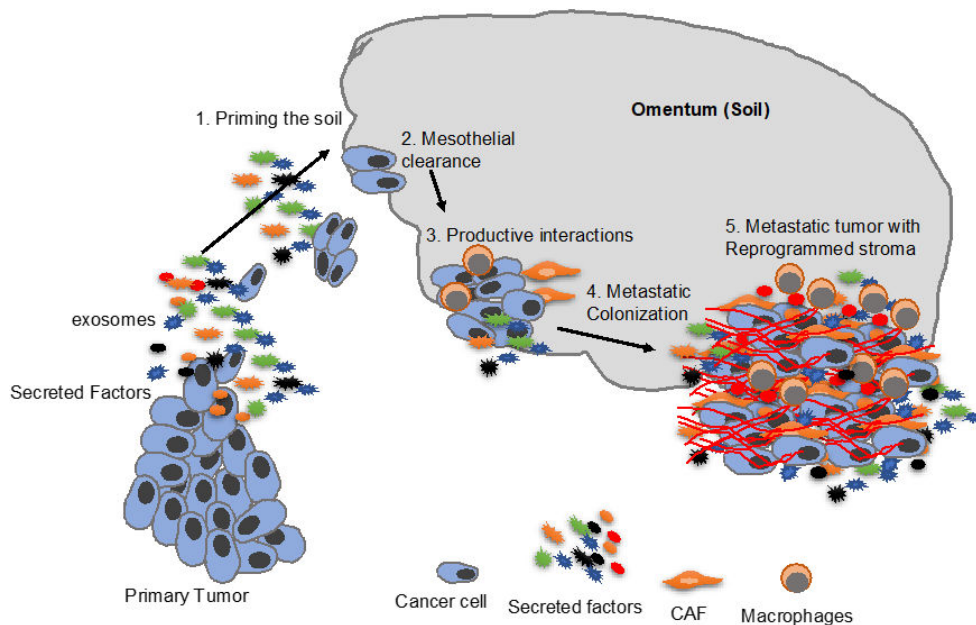 Omentum (Soil)
1. Priming the soil
2. Mesothelial
clearance
3. Productive interactions
4. Metastatic
Colonization
5. Metastatic tumor with
Reprogrammed stroma
exosomes
Secreted Factors
Primary Tumor
Cancer cell
Secreted factors
CAF
Macrophages